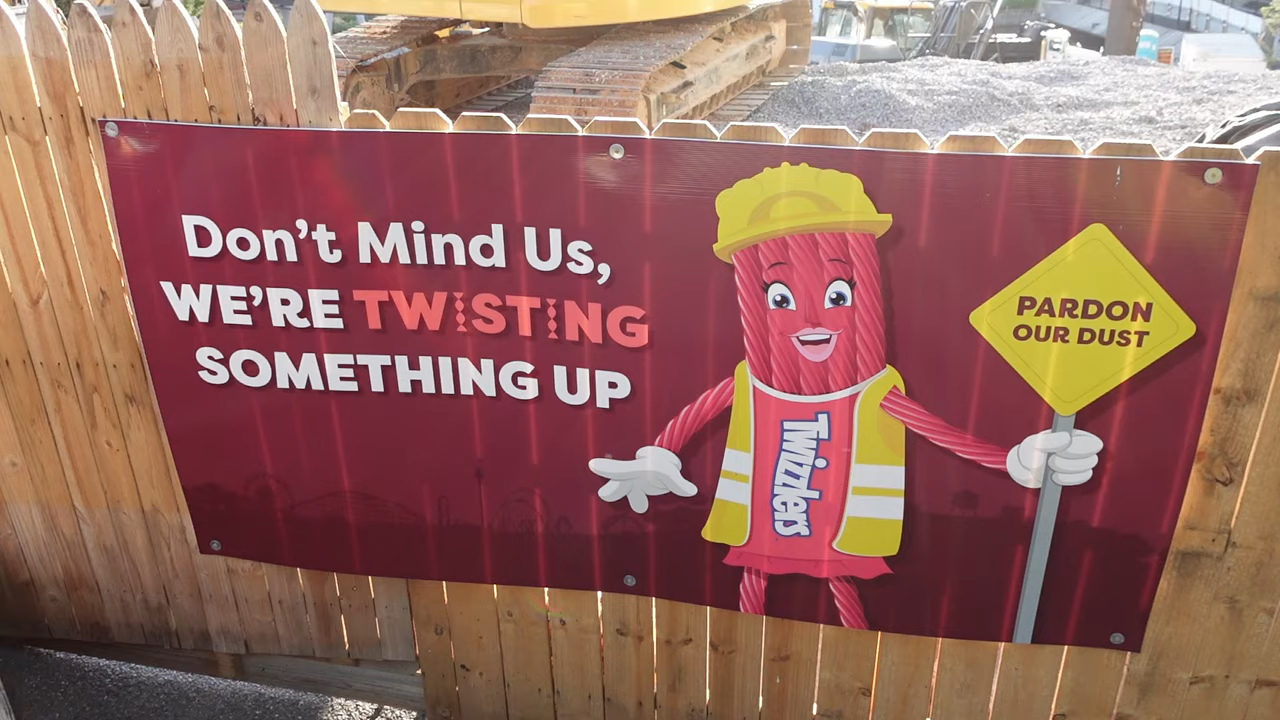 Don't Mind Us,
WE'RE TWISTING
SOMETHING UP
Twizzlers
PARDON
OUR DUST